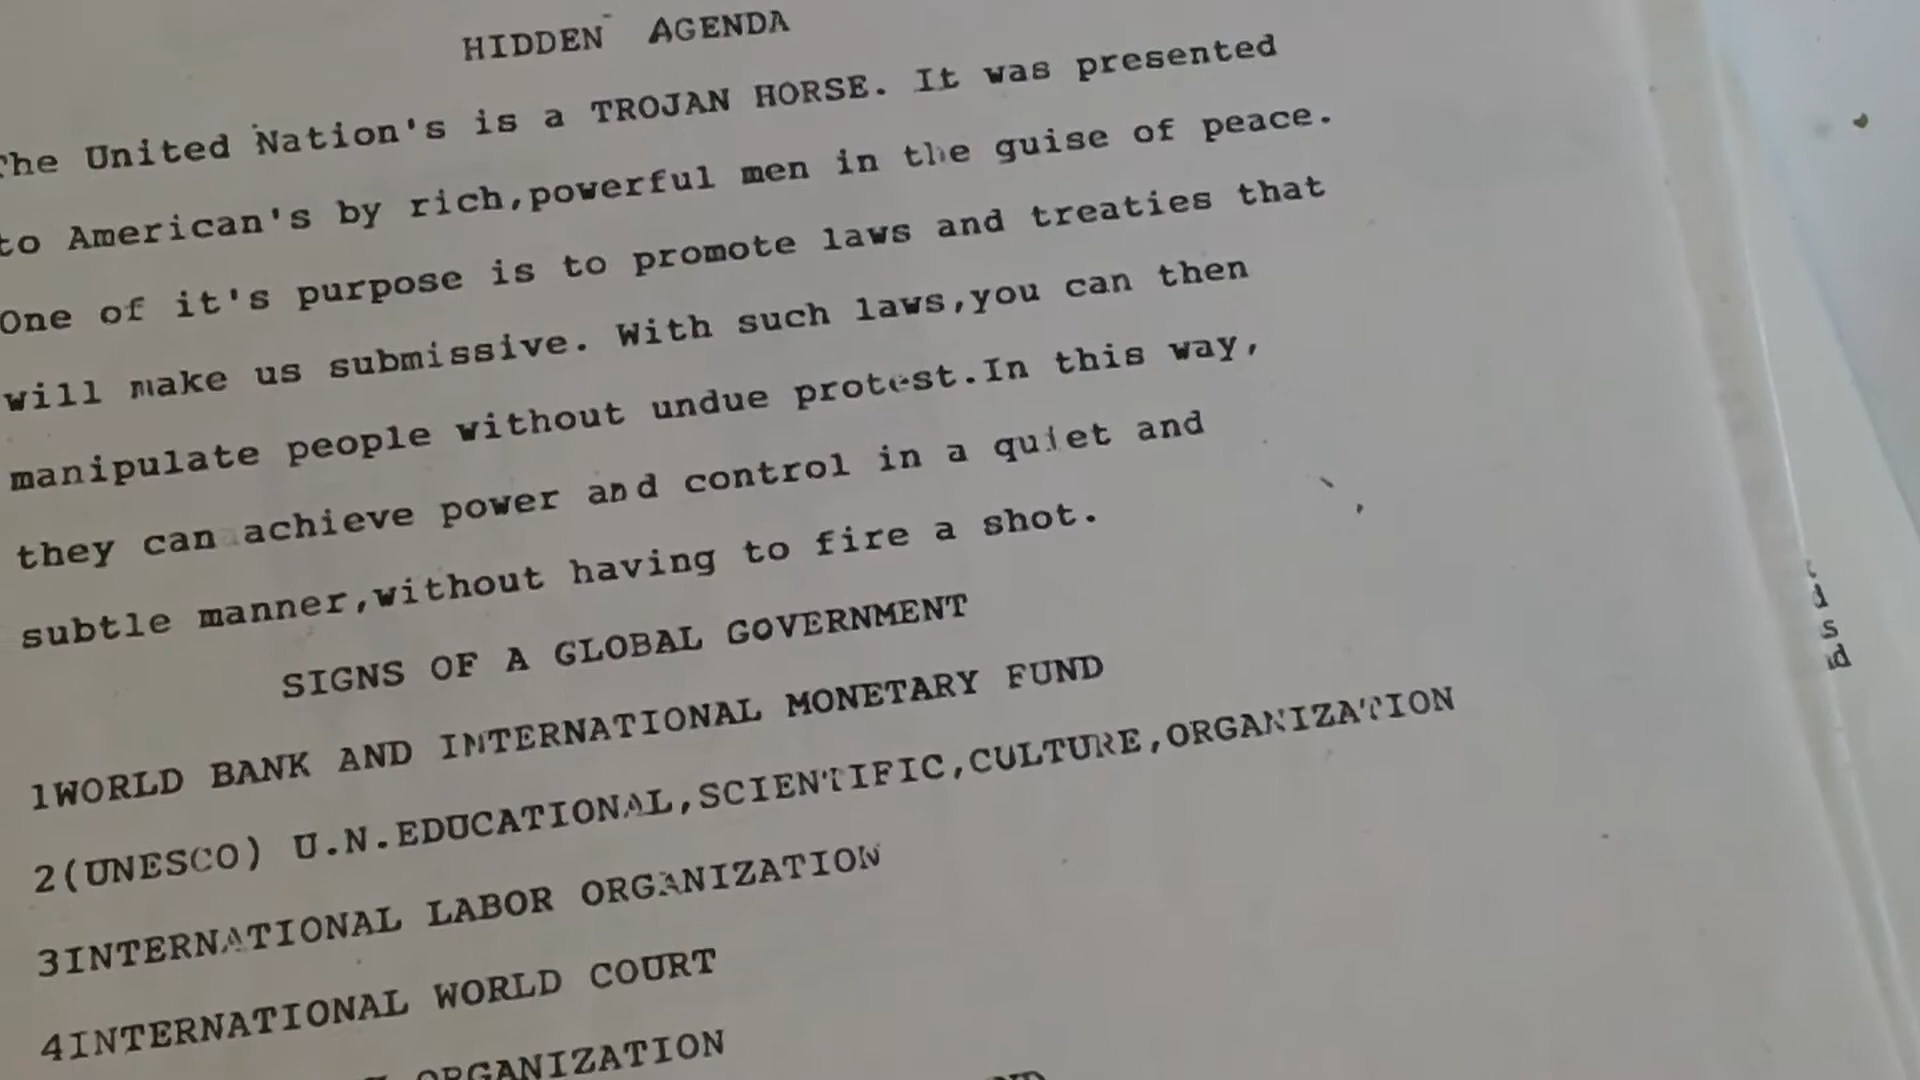 HIDDEN AGENDA
The United Nation's is a TROJAN HORSE. It was presented
to American's by rich,powerful men in the guise of peace.
One of it's purpose is to promote laws and treaties that
will make us submissive. With such laws,you can then
manipulate people without undue protest.In this way,
they can achieve power and control in a quiet and
subtle manner,without having to fire a shot.
SIGNS OF A GLOBAL GOVERNMENT
1WORLD BANK AND INTERNATIONAL MONETARY FUND
2(UNESCO) U.N.EDUCATIONAL,SCIENTIFIC,CULTURE,ORGANIZATION
3INTERNATIONAL LABOR ORGANIZATION
4INTERNATIONAL WORLD COURT
ORGANIZATION